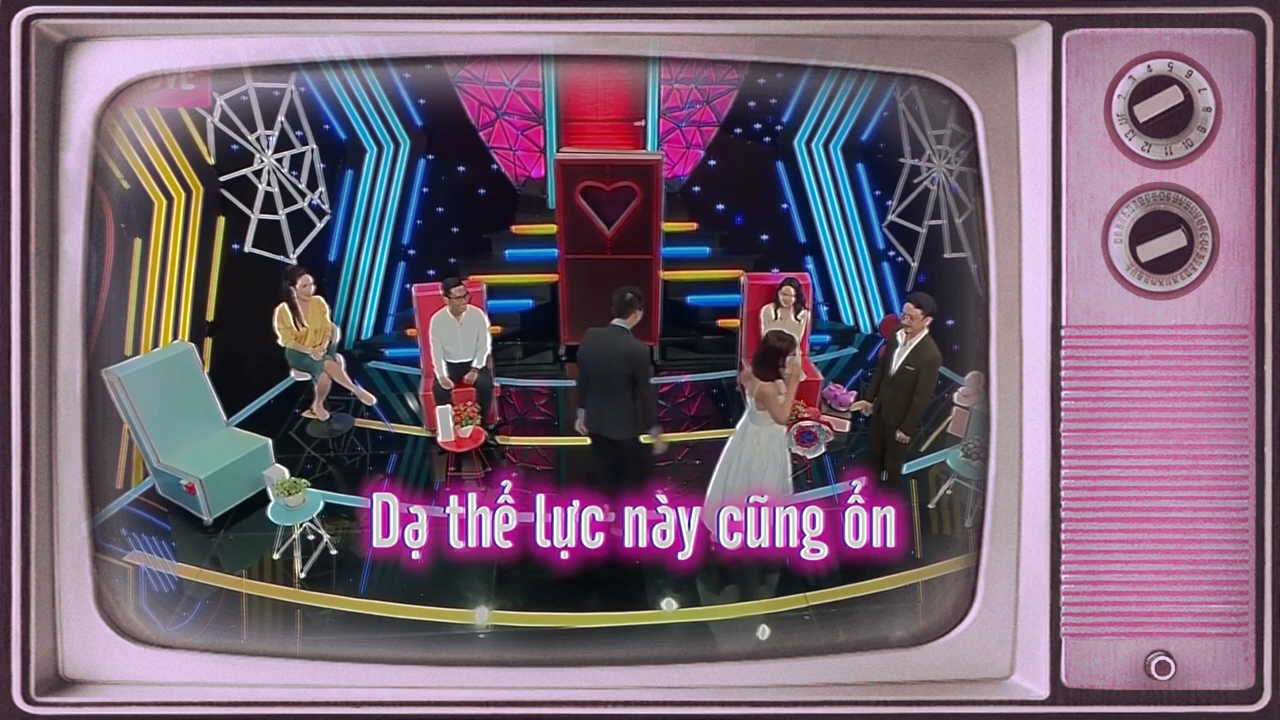 Dạ thể lực này cũng ổn